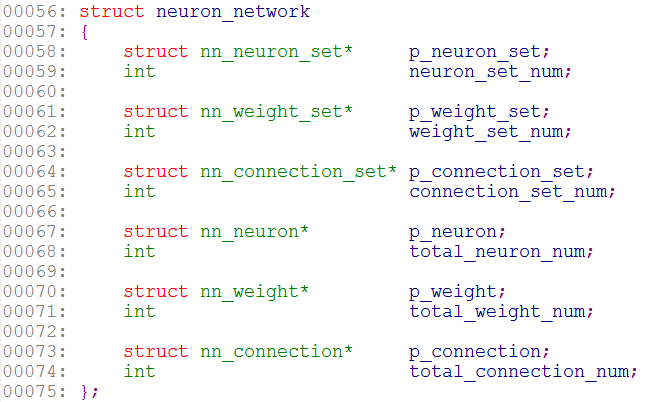 00056: struct neuron_network
00057: {
00058:     struct nn_neuron_set*     p_neuron_set;
00059:     int                       neuron_set_num;
00060:
00061:     struct nn_weight_set*     p_weight_set;
00062:     int                       weight_set_num;
00063:
00064:     struct nn_connection_set* p_connection_set;
00065:     int                       connection_set_num;
00066:
00067:     struct nn_neuron*         p_neuron;
00068:     int                       total_neuron_num;
00069:
00070:     struct nn_weight*         p_weight;
00071:     int                       total_weight_num;
00072:
00073:     struct nn_connection*     p_connection;
00074:     int                       total_connection_num;
00075: };